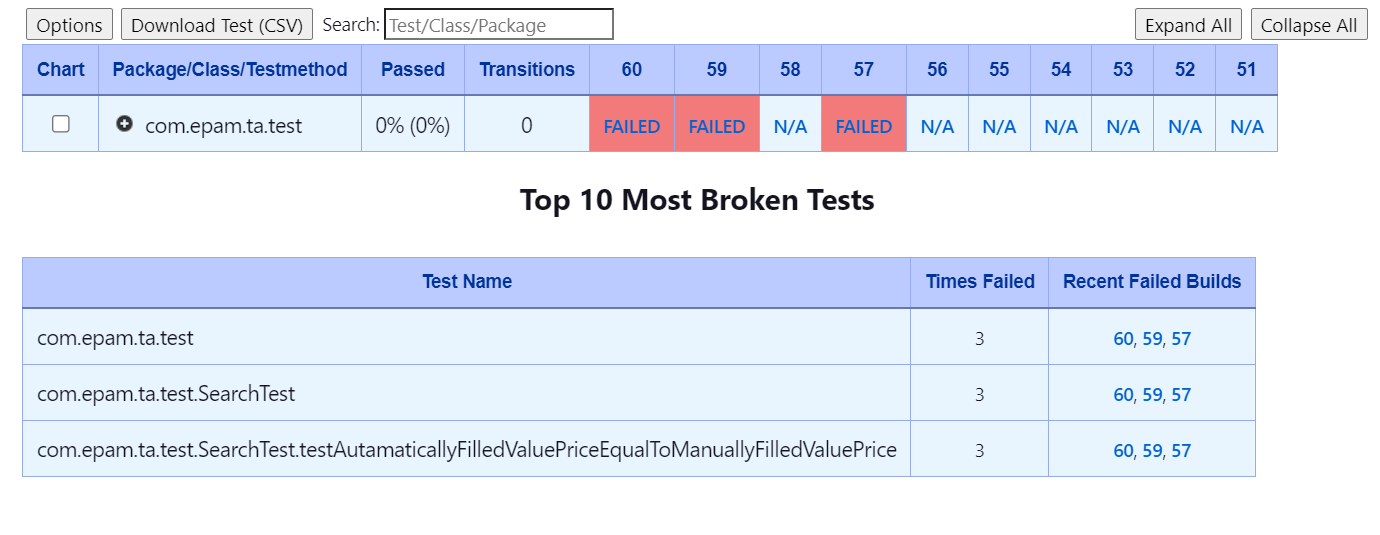 Options Download Test (CSV) Search: Test/Class/Package Expand All Collapse All
Chart Package/Class/Testmethod Passed Transitions 60 59 58 57 56 55 54 53 52 51
com.epam.ta.test 0% (0%) 0 FAILED FAILED N/A FAILED N/A N/A N/A N/A N/A N/A
Top 10 Most Broken Tests
Test Name Times Failed Recent Failed Builds
com.epam.ta.test 3 60, 59, 57
com.epam.ta.test.SearchTest 3 60, 59, 57
com.epam.ta.test.SearchTest.testAutamaticallyFilledValuePriceEqualToManuallyFilledValuePrice 3 60, 59, 57